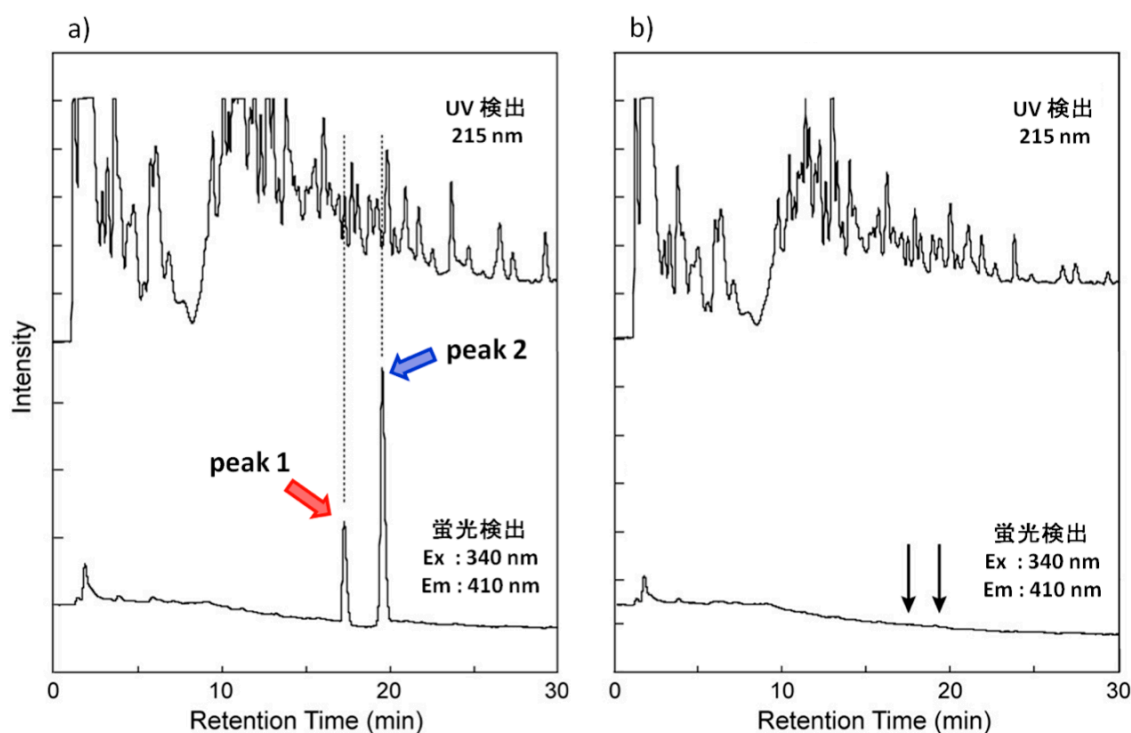 a)
UV 検出
215 nm
peak 2
peak 1
蛍光検出
Ex : 340 nm
Em : 410 nm
Intensity
0
10
20
30
Retention Time (min)
b)
UV 検出
215 nm
蛍光検出
Ex : 340 nm
Em : 410 nm
0
10
20
30
Retention Time (min)